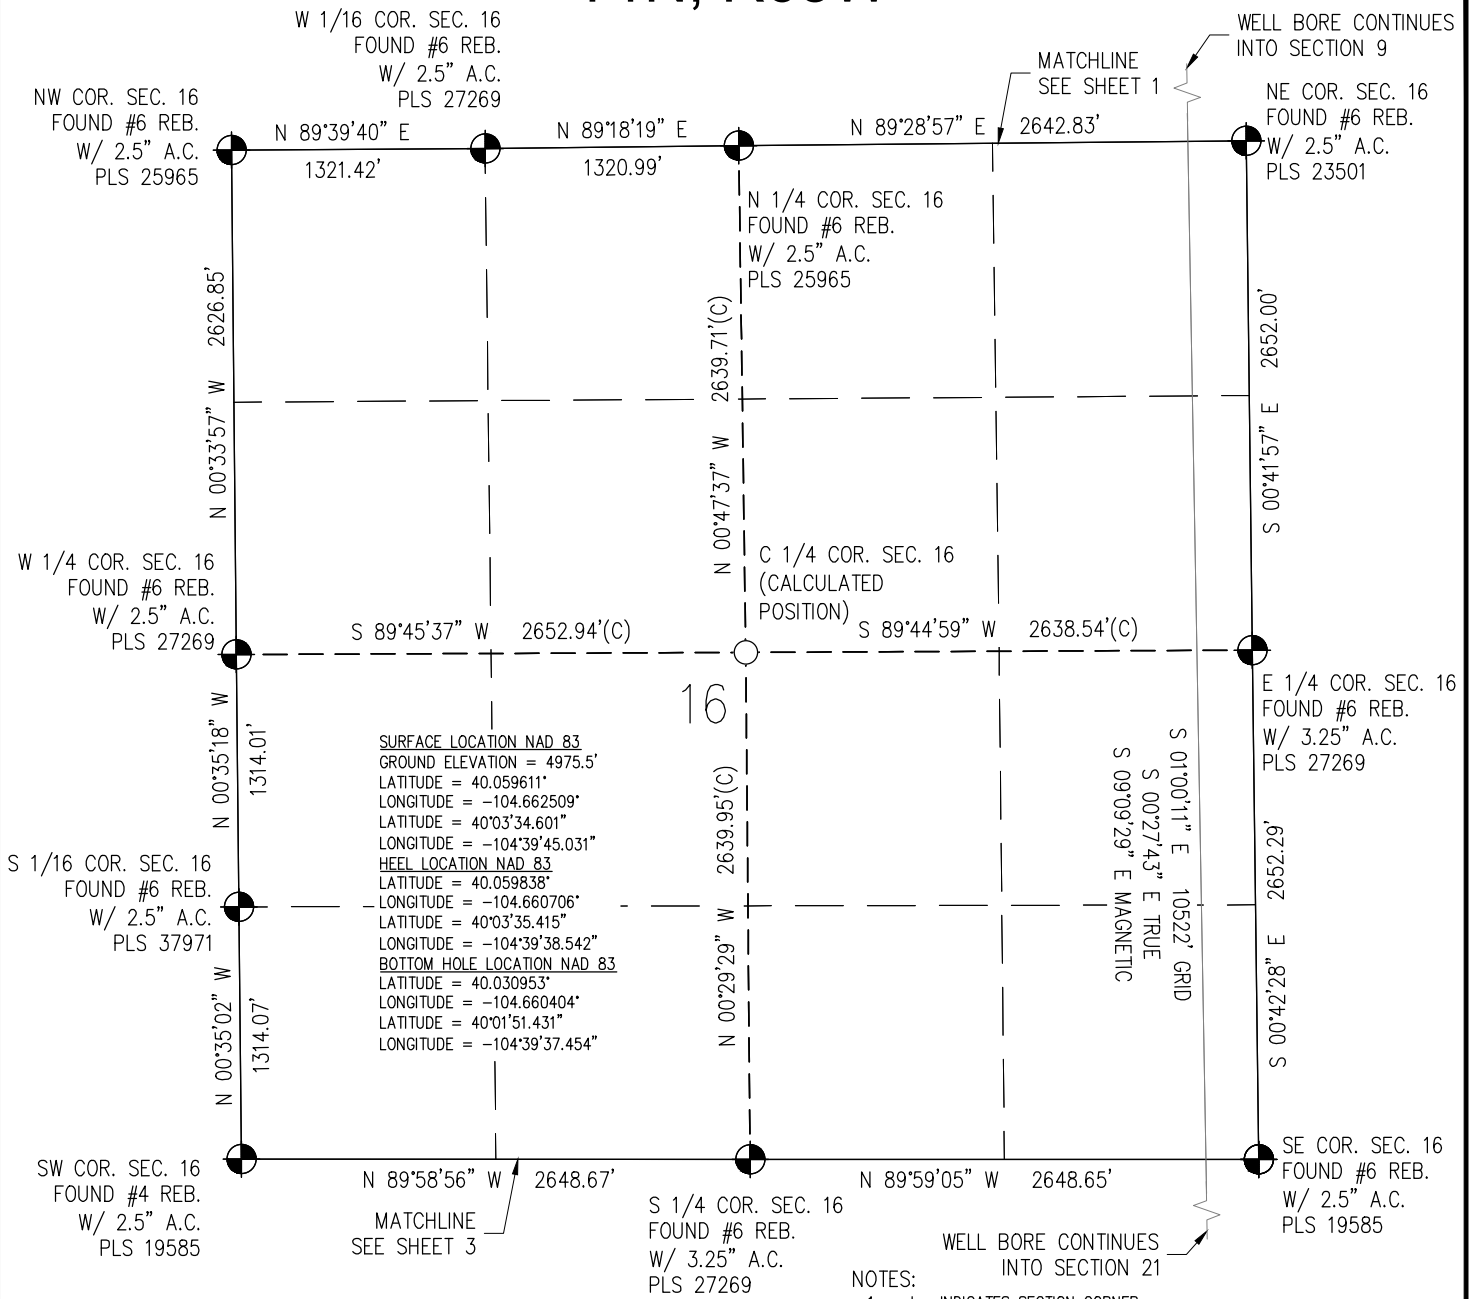 W 1/16 COR. SEC. 16
FOUND #6 REB.
W/ 2.5" A.C.
PLS 27269
WELL BORE CONTINUES
INTO SECTION 9
MATCHLINE
SEE SHEET 1
NW COR. SEC. 16
FOUND #6 REB.
W/ 2.5" A.C.
PLS 25965
NE COR. SEC. 16
FOUND #6 REB.
W/ 2.5" A.C.
PLS 23501
N 89°39'40" E
1321.42'
N 89°18'19" E
1320.99'
N 89°28'57" E 2642.83'
N 1/4 COR. SEC. 16
FOUND #6 REB.
W/ 2.5" A.C.
PLS 25965
N 00°33'57" W 2626.85'
N 00°47'37" W 2639.71'(C)
S 00°41'57" E 2652.00'
W 1/4 COR. SEC. 16
FOUND #6 REB.
W/ 2.5" A.C.
PLS 27269
C 1/4 COR. SEC. 16
(CALCULATED
POSITION)
S 89°45'37" W 2652.94'(C)
S 89°44'59" W 2638.54'(C)
16
E 1/4 COR. SEC. 16
FOUND #6 REB.
W/ 3.25" A.C.
PLS 27269
N 00°35'18" W
1314.01'
SURFACE LOCATION NAD 83
GROUND ELEVATION = 4975.5'
LATITUDE = 40.059611°
LONGITUDE = -104.662509°
LATITUDE = 40°03'34.601"
LONGITUDE = -104°39'45.031"
HEEL LOCATION NAD 83
LATITUDE = 40.059838°
LONGITUDE = -104.660706°
LATITUDE = 40°03'35.415"
LONGITUDE = -104°39'38.542"
BOTTOM HOLE LOCATION NAD 83
LATITUDE = 40.030953°
LONGITUDE = -104.660404°
LATITUDE = 40°01'51.431"
LONGITUDE = -104°39'37.454"
N 00°29'29" W 2639.95'(C)
S 01°00'11" E 10522' GRID
S 00°27'43" E TRUE
S 09°09'29" E MAGNETIC
S 00°42'28" E 2652.29'
S 1/16 COR. SEC. 16
FOUND #6 REB.
W/ 2.5" A.C.
PLS 37971
N 00°35'02" W
1314.07'
SW COR. SEC. 16
FOUND #4 REB.
W/ 2.5" A.C.
PLS 19585
N 89°58'56" W 2648.67'
MATCHLINE
SEE SHEET 3
S 1/4 COR. SEC. 16
FOUND #6 REB.
W/ 3.25" A.C.
PLS 27269
N 89°59'05" W 2648.65'
SE COR. SEC. 16
FOUND #6 REB.
W/ 2.5" A.C.
PLS 19585
WELL BORE CONTINUES
INTO SECTION 21
NOTES:
INDICATES SECTION CORNER